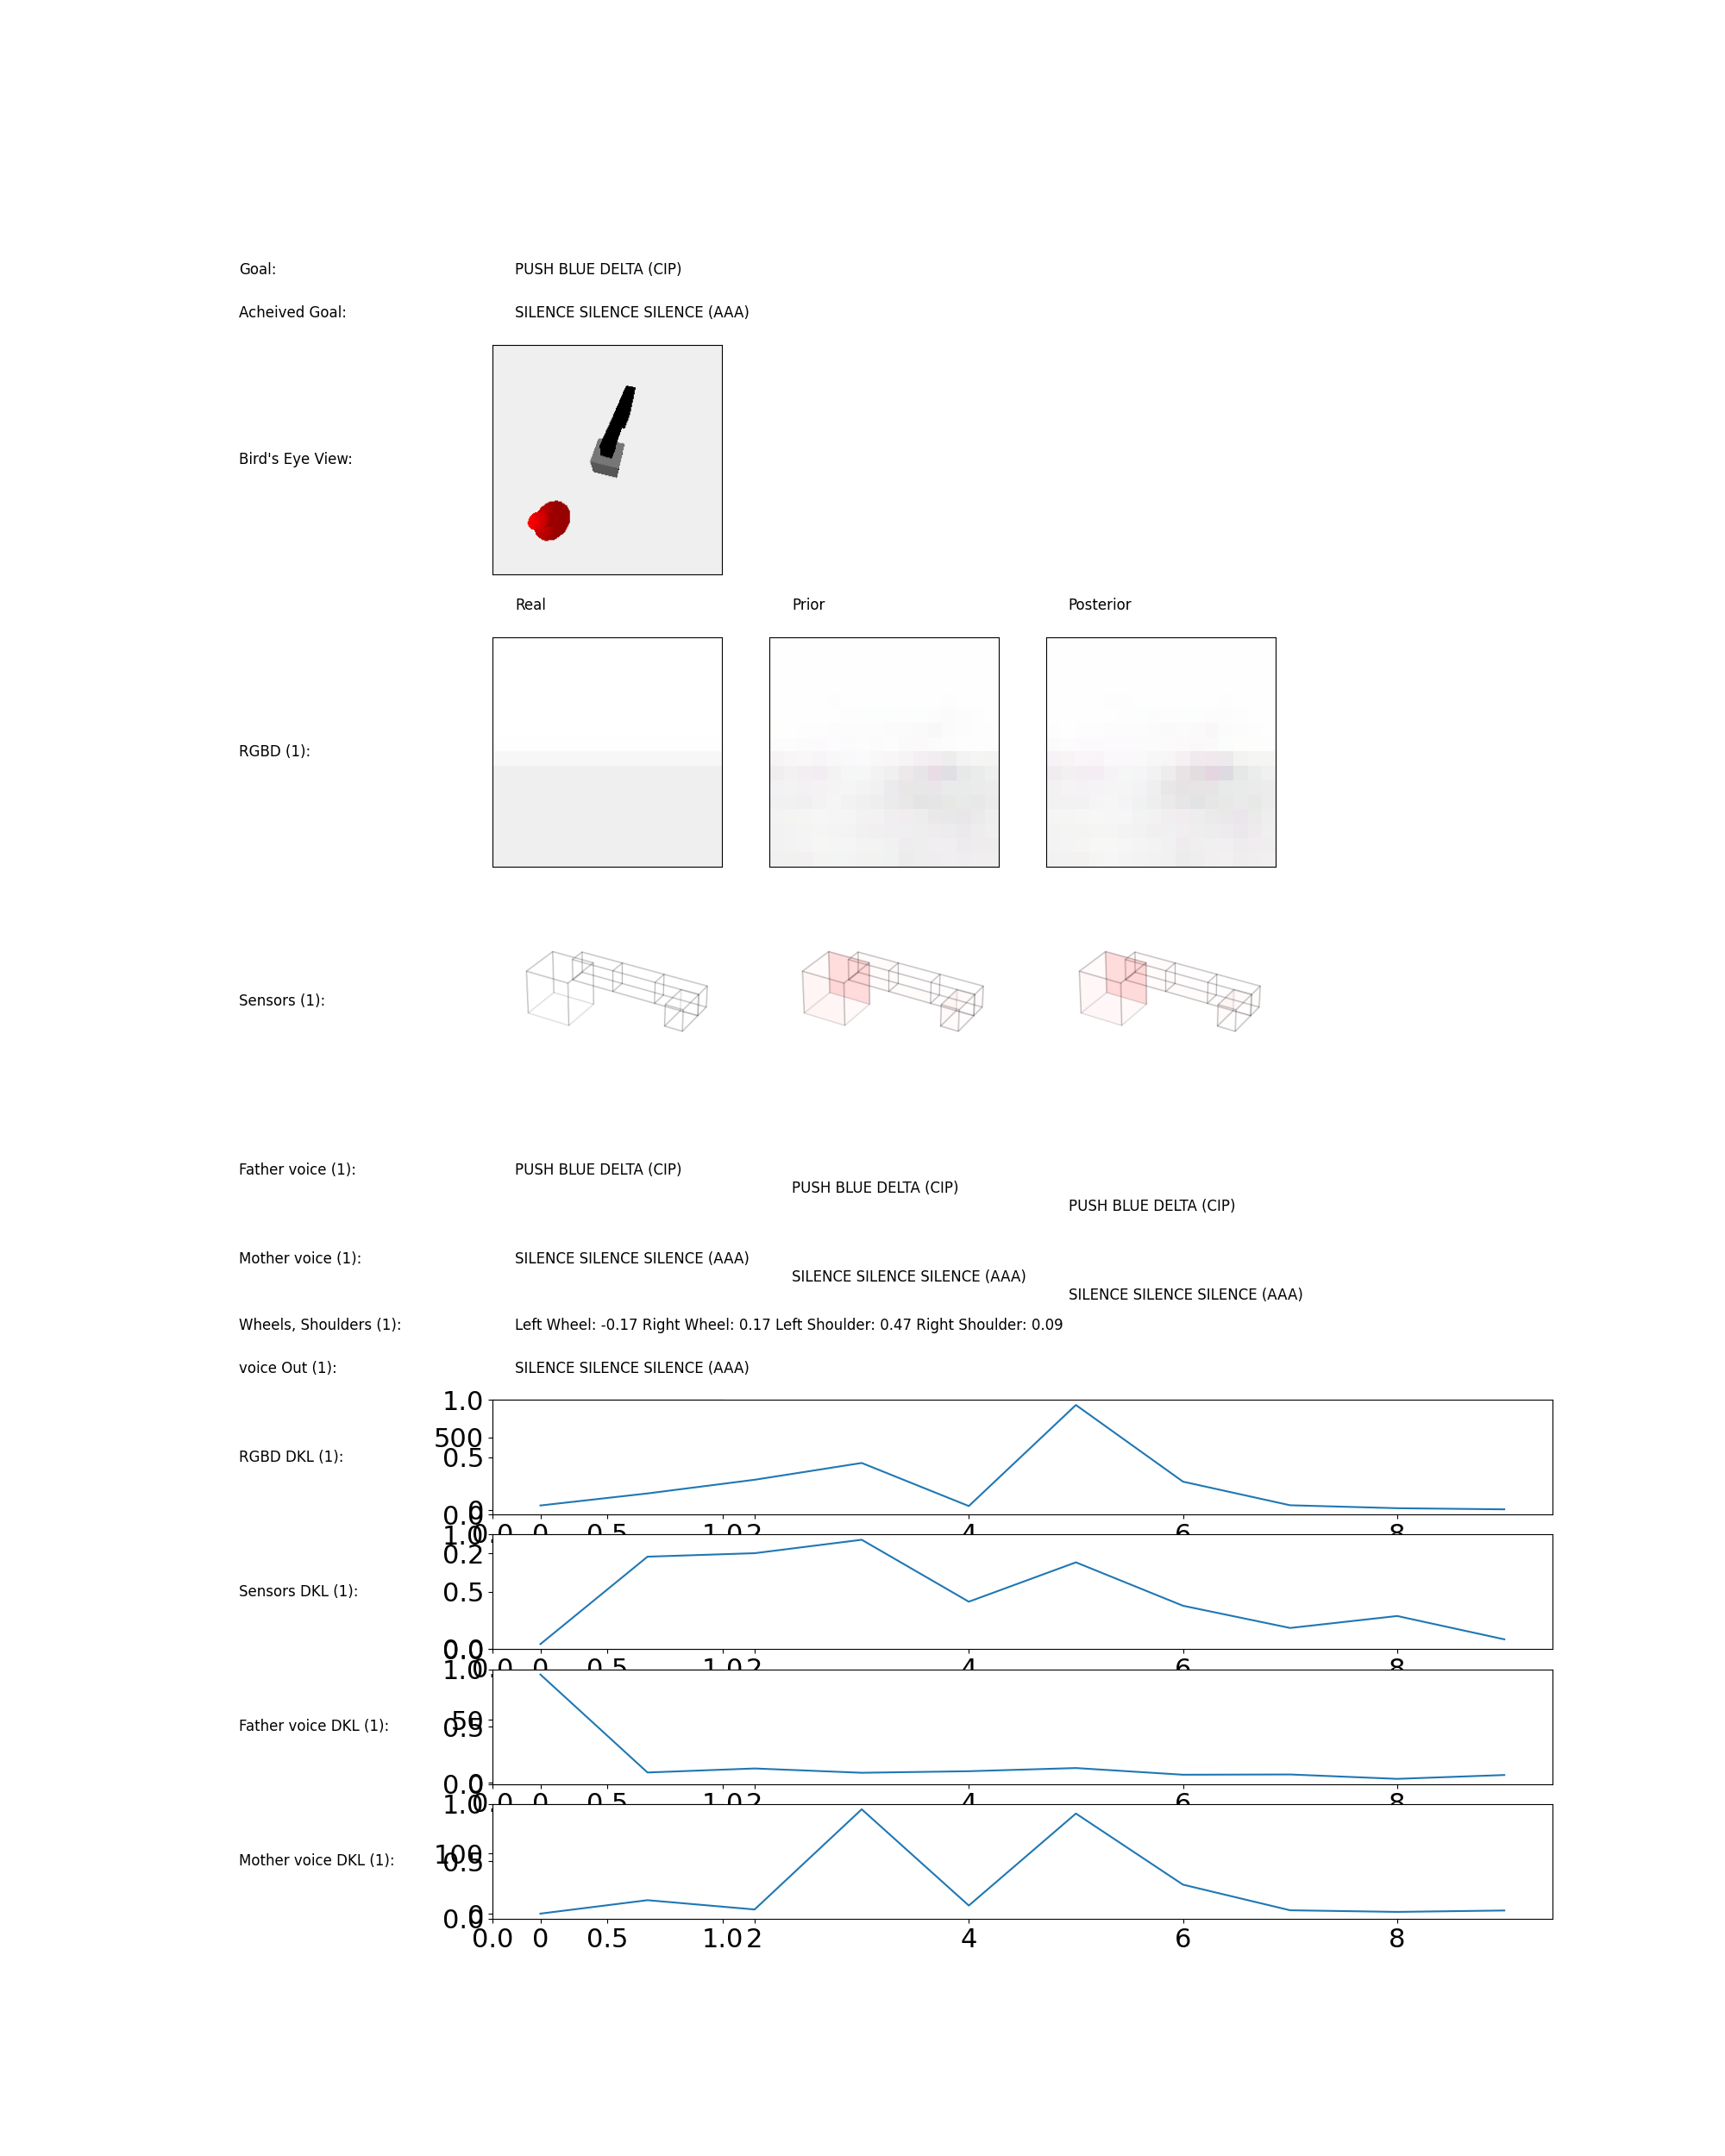 Goal: PUSH BLUE DELTA (CIP)
Acheived Goal: SILENCE SILENCE SILENCE (AAA)
Bird's Eye View:
Real Prior Posterior
RGBD (1):
Sensors (1):
Father voice (1): PUSH BLUE DELTA (CIP)
PUSH BLUE DELTA (CIP)
PUSH BLUE DELTA (CIP)
Mother voice (1): SILENCE SILENCE SILENCE (AAA)
SILENCE SILENCE SILENCE (AAA)
SILENCE SILENCE SILENCE (AAA)
Wheels, Shoulders (1): Left Wheel: -0.17 Right Wheel: 0.17 Left Shoulder: 0.47 Right Shoulder: 0.09
voice Out (1): SILENCE SILENCE SILENCE (AAA)
1.0
500
RGBD DKL (1): 0.5
0
0.0
0.0 0 0.5 1.0 2 4 6 8
1.0
0.2
Sensors DKL (1): 0.5
0.0
0.0
0.0 0 0.5 1.0 2 4 6 8
1.0
50
Father voice DKL (1): 0.5
0
0.0
0.0 0 0.5 1.0 2 4 6 8
1.0
100
Mother voice DKL (1): 0.5
0
0.0
0.0 0 0.5 1.0 2 4 6 8